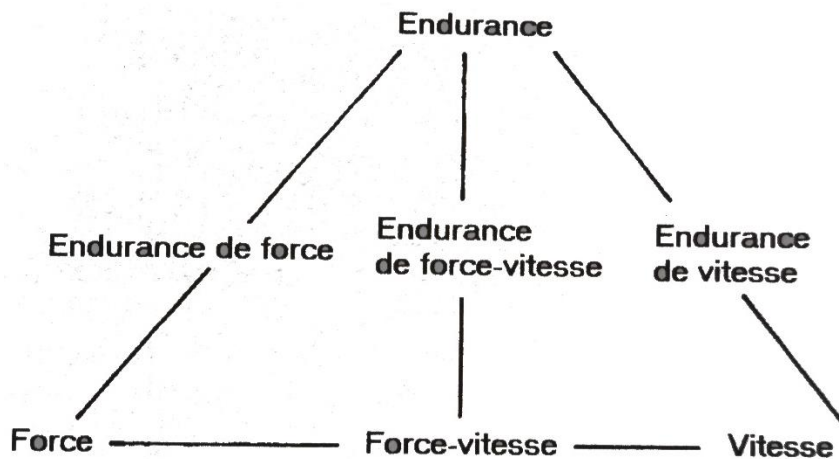 Endurance
Endurance de force
Endurance
de force-vitesse
Endurance
de vitesse
Force
Force-vitesse
Vitesse